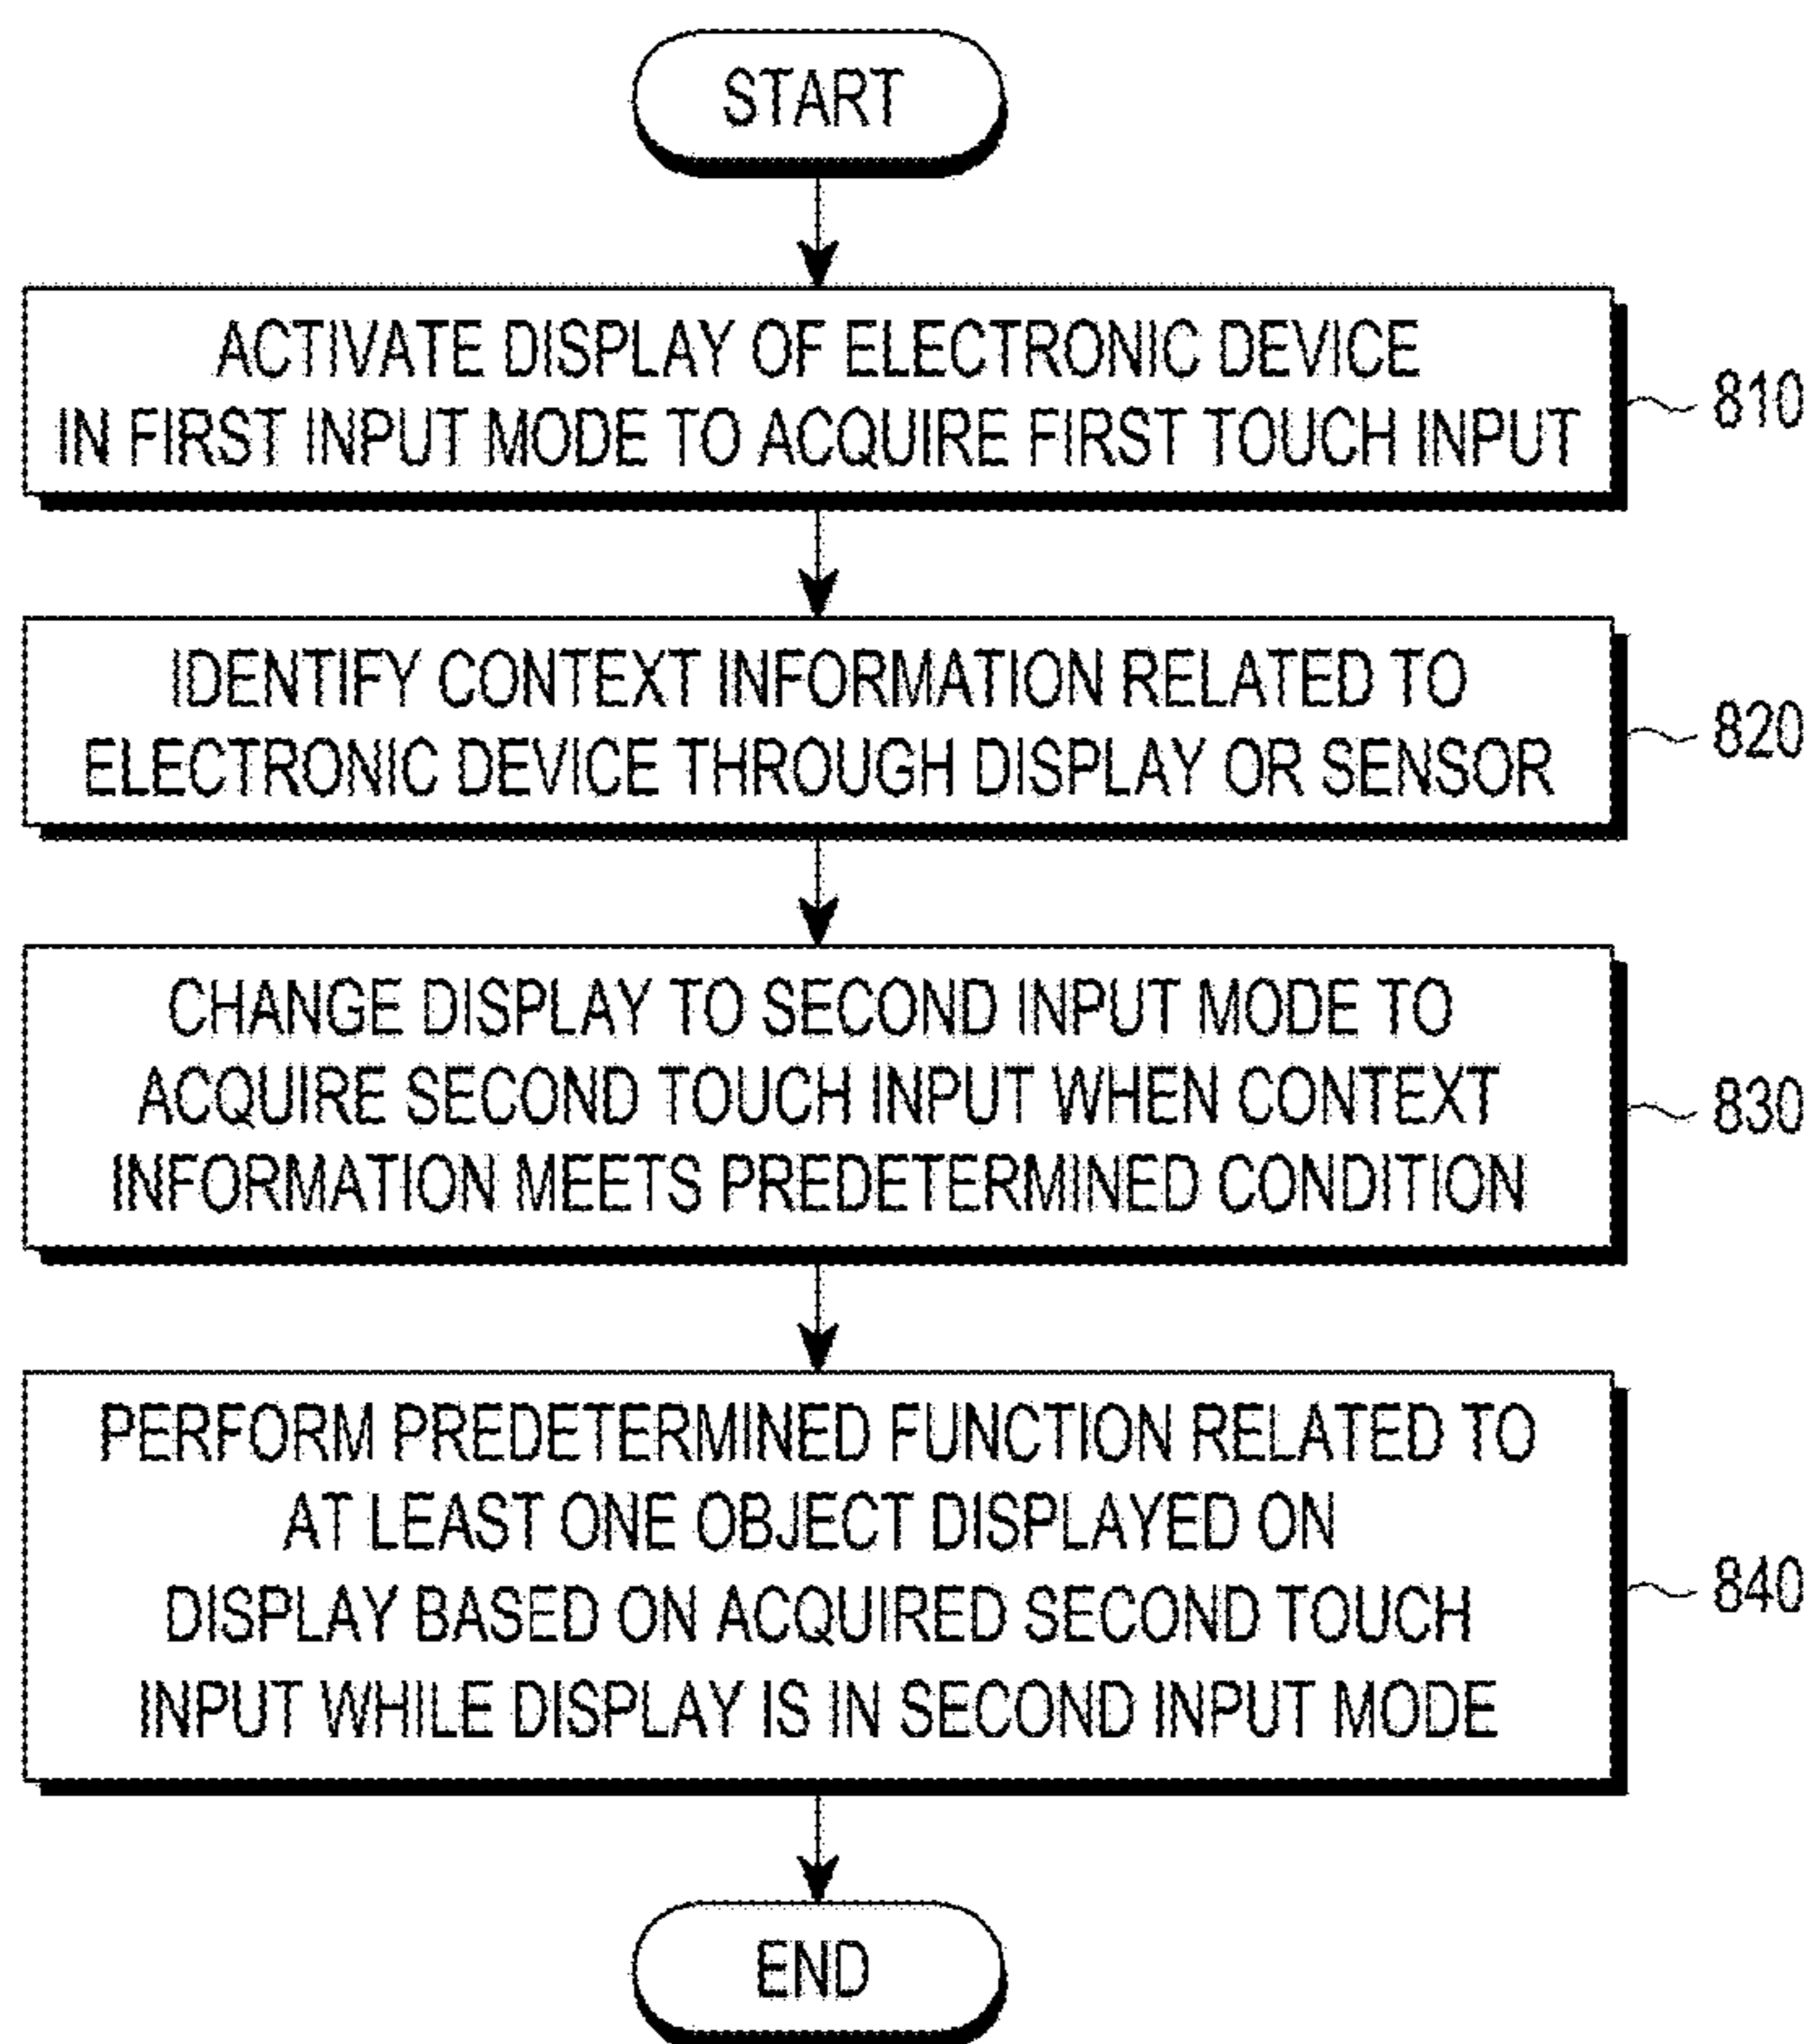 START
ACTIVATE DISPLAY OF ELECTRONIC DEVICE
IN FIRST INPUT MODE TO ACQUIRE FIRST TOUCH INPUT
810
IDENTIFY CONTEXT INFORMATION RELATED TO
ELECTRONIC DEVICE THROUGH DISPLAY OR SENSOR
820
CHANGE DISPLAY TO SECOND INPUT MODE TO
ACQUIRE SECOND TOUCH INPUT WHEN CONTEXT
INFORMATION MEETS PREDETERMINED CONDITION
830
PERFORM PREDETERMINED FUNCTION RELATED TO
AT LEAST ONE OBJECT DISPLAYED ON
DISPLAY BASED ON ACQUIRED SECOND TOUCH
INPUT WHILE DISPLAY IS IN SECOND INPUT MODE
840
END